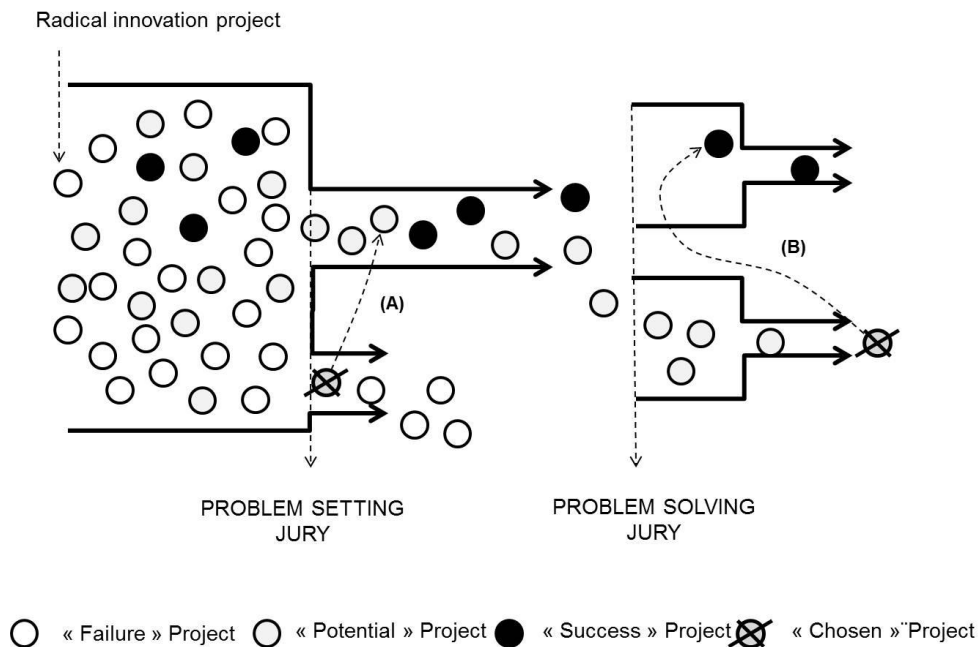 Radical innovation project
(A)
(B)
PROBLEM SETTING
JURY
PROBLEM SOLVING
JURY
« Failure » Project
« Potential » Project
« Success » Project
« Chosen »¨Project